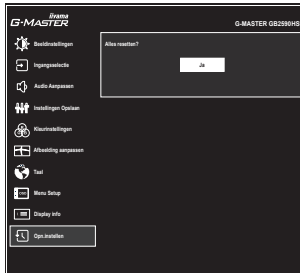 iiyama
G-MASTER
G-MASTER GB2590HS
Beeldinstellingen
Alles resetten?
Ja
Ingangsselectie
Audio Aanpassen
Instellingen Opslaan
Kleurinstellingen
Afbeelding aanpassen
Taal
OSD
Menu Setup
Display info
Opn.instellen